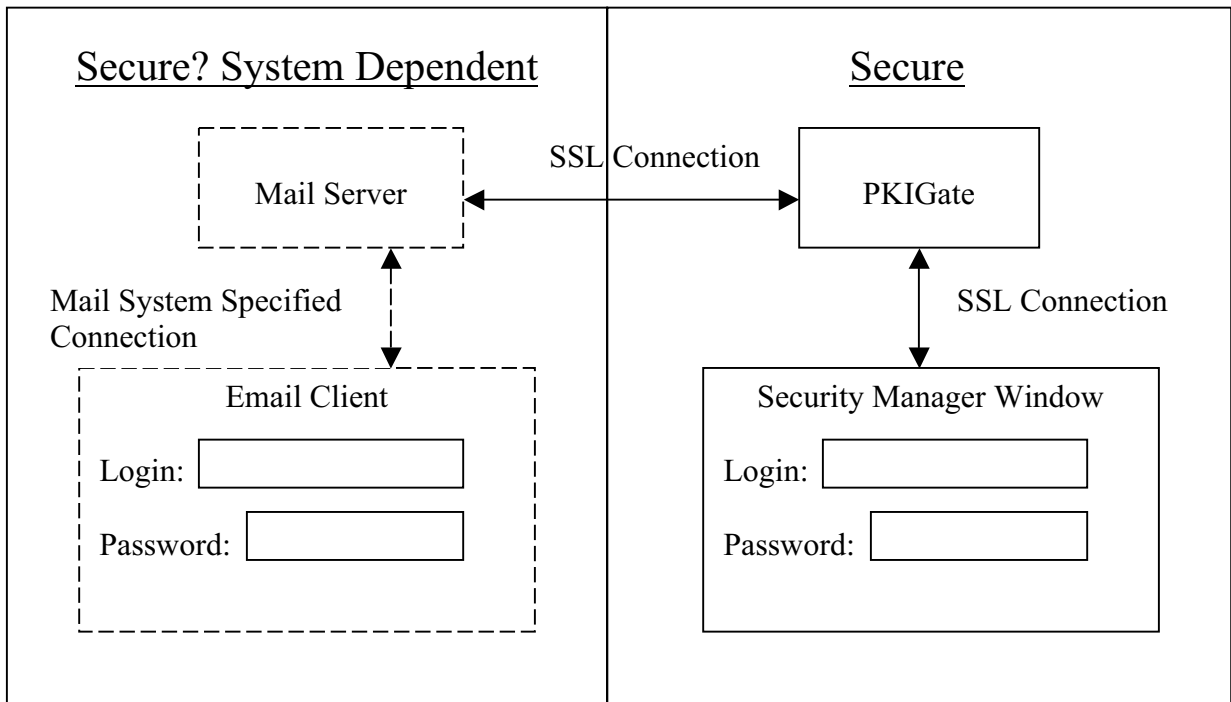 Secure? System Dependent
Secure
SSL Connection
Mail Server
PKIGate
Mail System Specified
Connection
SSL Connection
Email Client
Login:
Password:
Security Manager Window
Login:
Password: